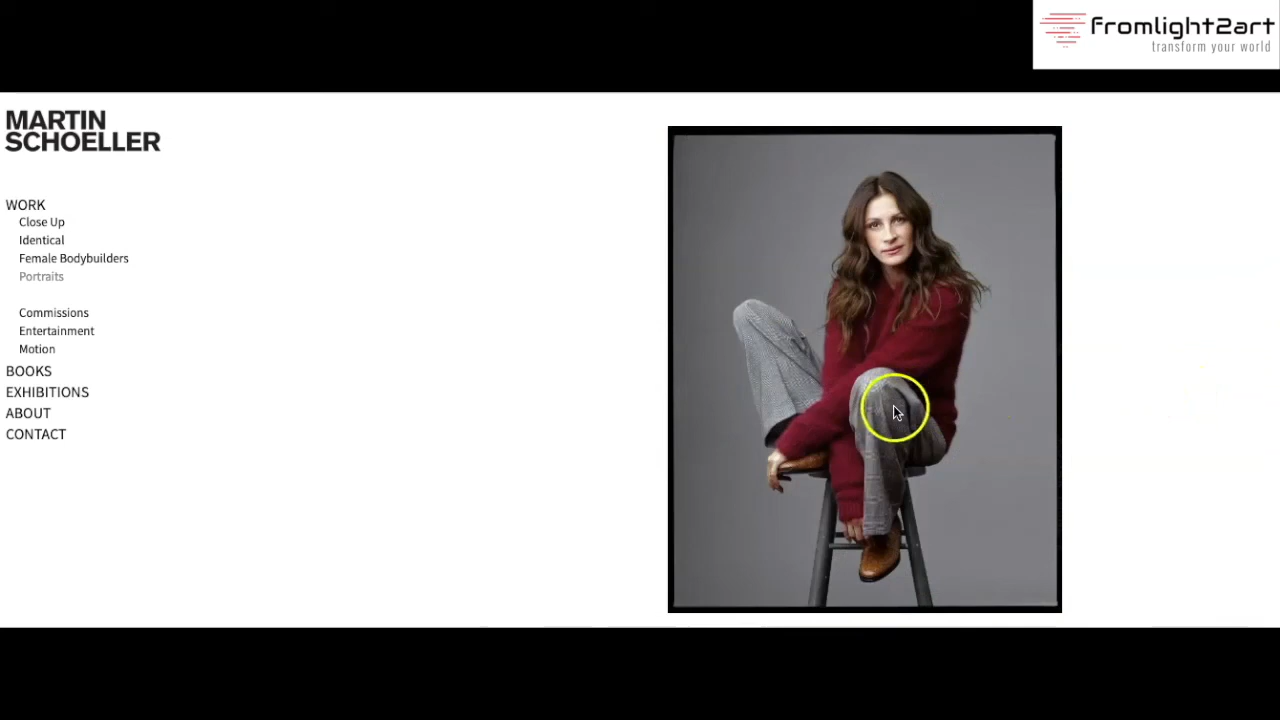 fromlight2art
transform your world
MARTIN
SCHOELLER
WORK
Close Up
Identical
Female Bodybuilders
Portraits
Commissions
Entertainment
Motion
BOOKS
EXHIBITIONS
ABOUT
CONTACT